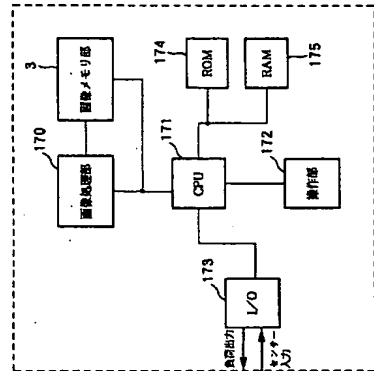 170
画像処理部
3
画像メモリ部
171
CPU
174
ROM
RAM
175
172
操作部
173
I/O
負荷出力
センサー
入力